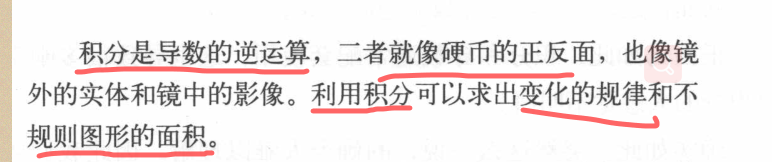 积分是导数的逆运算，二者就像硬币的正反面，也像镜
外的实体和镜中的影像。利用积分可以求出变化的规律和不
规则图形的面积。